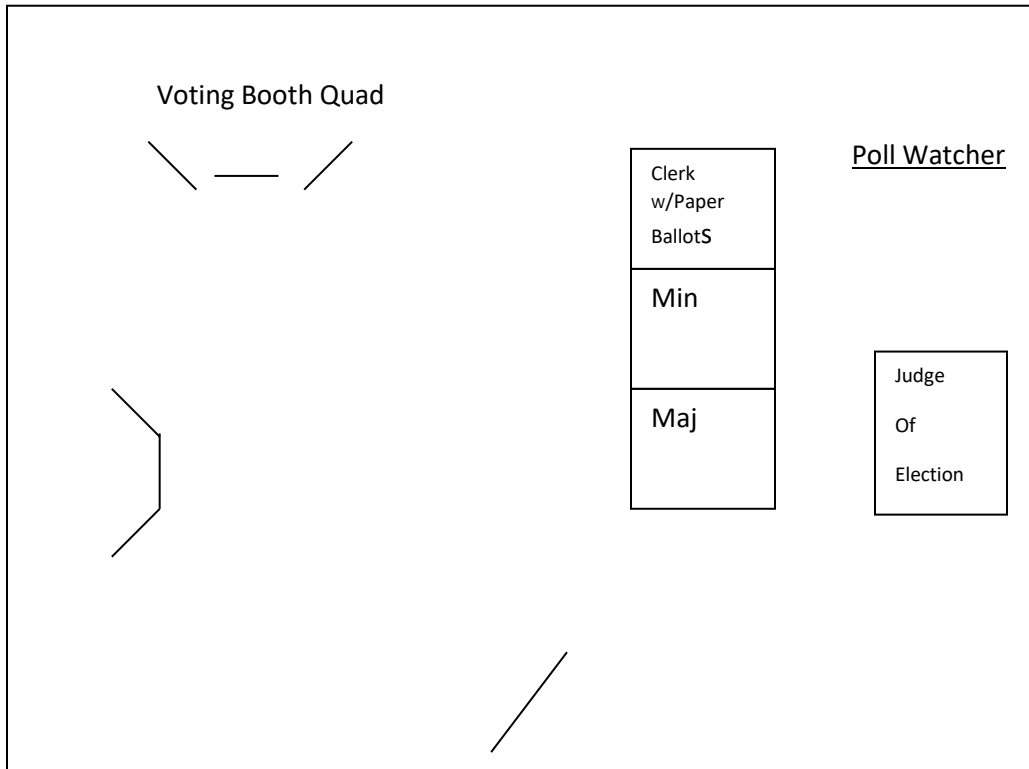 Voting Booth Quad
Poll Watcher
Clerk
w/Paper
BallotS
Min
Maj
Judge
Of
Election